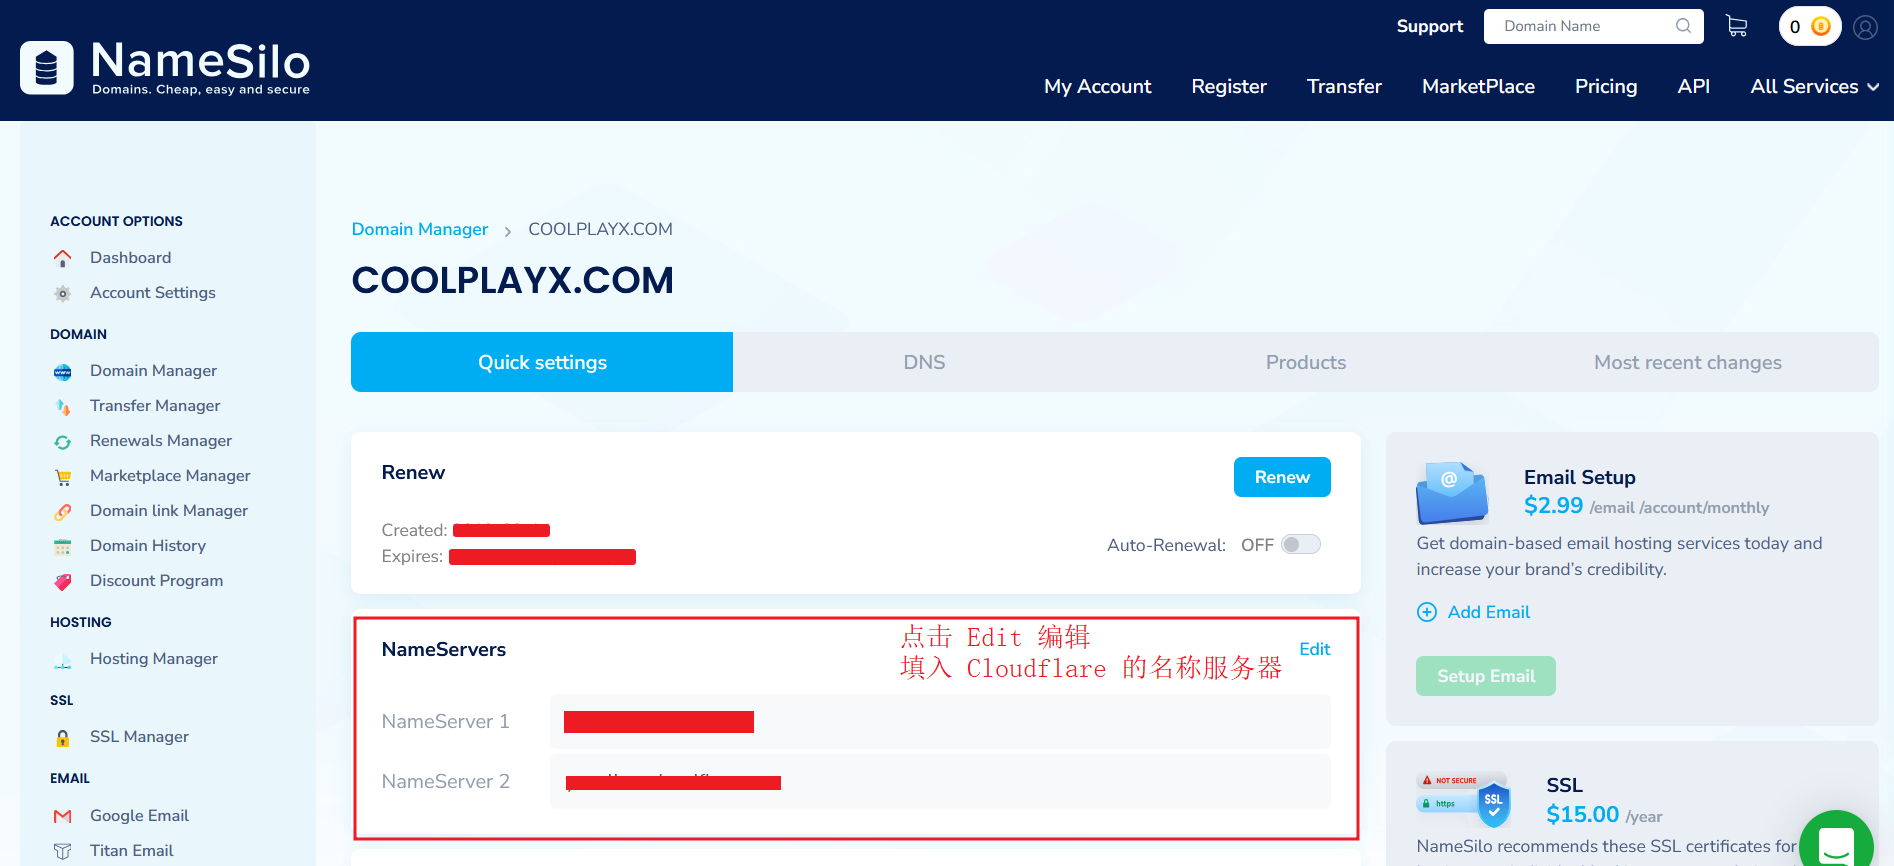 Support
Domain Name
0
NameSilo
Domains. Cheap, easy and secure
My Account
Register
Transfer
MarketPlace
Pricing
API
All Services
ACCOUNT OPTIONS
Dashboard
Account Settings
DOMAIN
Domain Manager
Transfer Manager
Renewals Manager
Marketplace Manager
Domain link Manager
Domain History
Discount Program
HOSTING
Hosting Manager
SSL
SSL Manager
EMAIL
Google Email
Titan Email
Domain Manager > COOLPLAYX.COM
COOLPLAYX.COM
Quick settings
DNS
Products
Most recent changes
Renew
Renew
Created:
Expires:
Auto-Renewal: OFF
NameServers
点击 Edit 编辑
填入 Cloudflare 的名称服务器
Edit
NameServer 1
NameServer 2
Email Setup
$2.99 /email /account/monthly
Get domain-based email hosting services today and
increase your brand’s credibility.
Add Email
Setup Email
NOT SECURE
https
SSL
SSL
$15.00 /year
NameSilo recommends these SSL certificates for